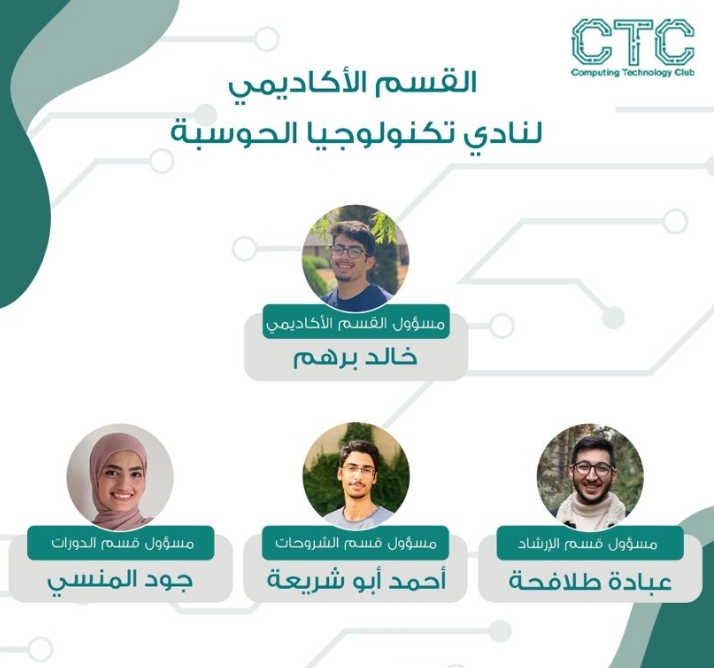 CTC
Computing Technology Club
القسم الأكاديمي
لنادي تكنولوجيا الحوسبة
مسؤول القسم الأكاديمي
خالد برهم
مسؤول قسم الإرشاد
عبادة طلافحة
مسؤول قسم الشروحات
أحمد أبو شريعة
مسؤول قسم الدورات
جود المنسي